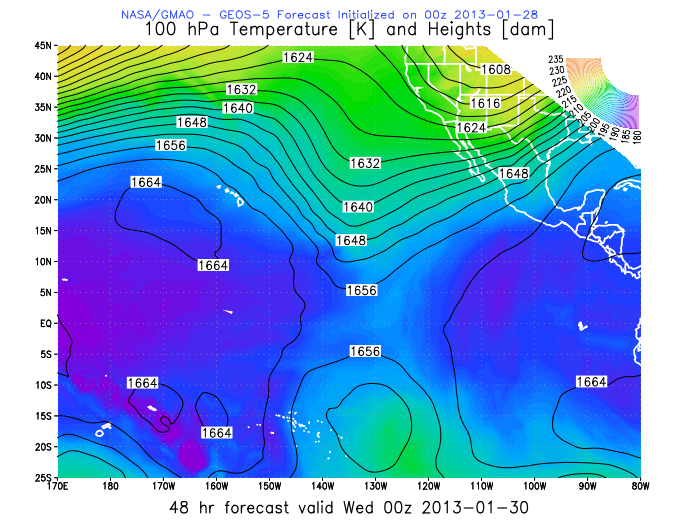 NASA/GMAO - GEOS-5 Forecast Initialized on 00z 2013-01-28
100 hPa Temperature [K] and Heights [dam]
45N
40N
35N
30N
25N
20N
15N
10N
5N
EQ
5S
10S
15S
20S
25S
1624
1608
1632
1616
1640
1648
1624
1656
1632
1664
1648
1640
1648
1664
1656
1656
1664
1664
1664
235
230
225
220
215
210
205
200
195
190
185
180
170E 180 170W 160W 150W 140W 130W 120W 110W 100W 90W 80W
48 hr forecast valid Wed 00z 2013-01-30